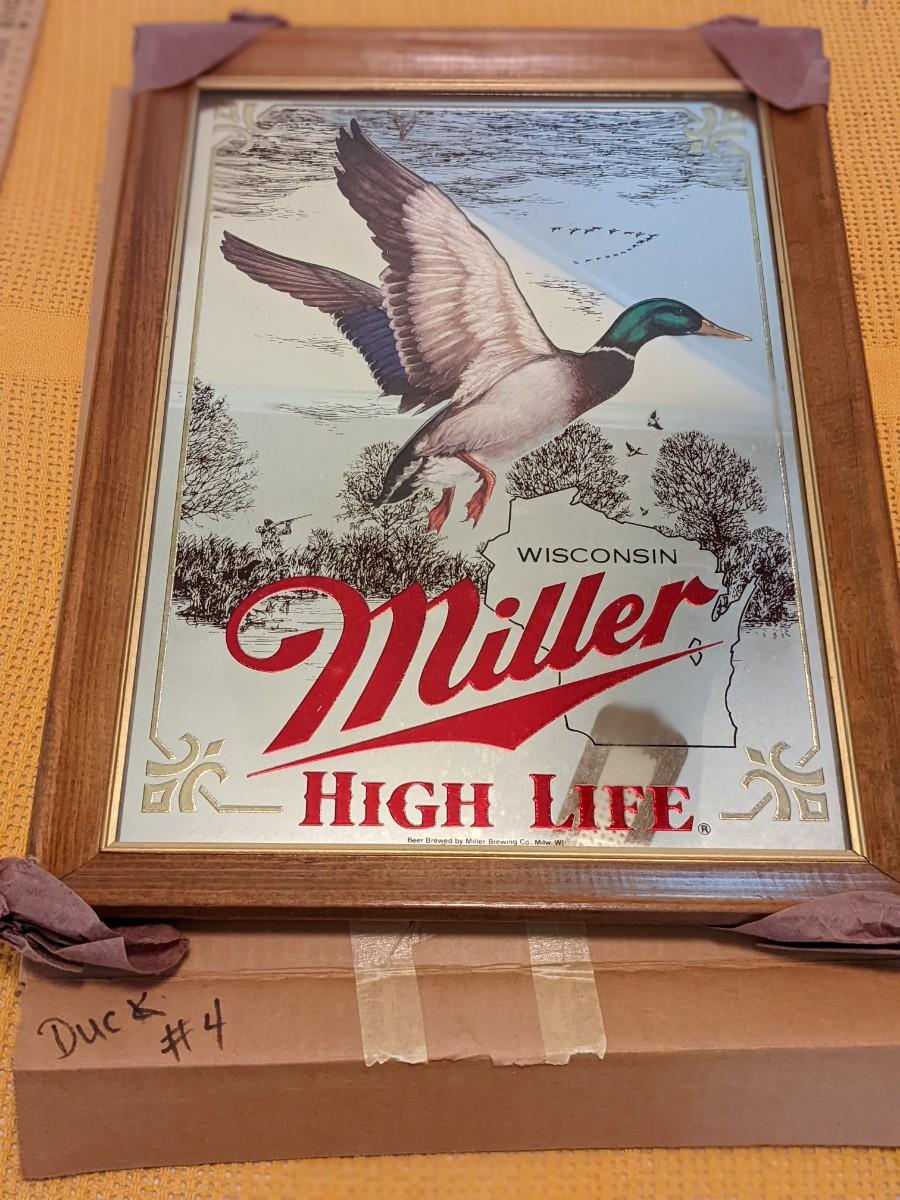 WISCONSIN
Miller
HIGH LIFE®
Beer Brewed by Miller Brewing Co., Milw., WI
Duck
#4